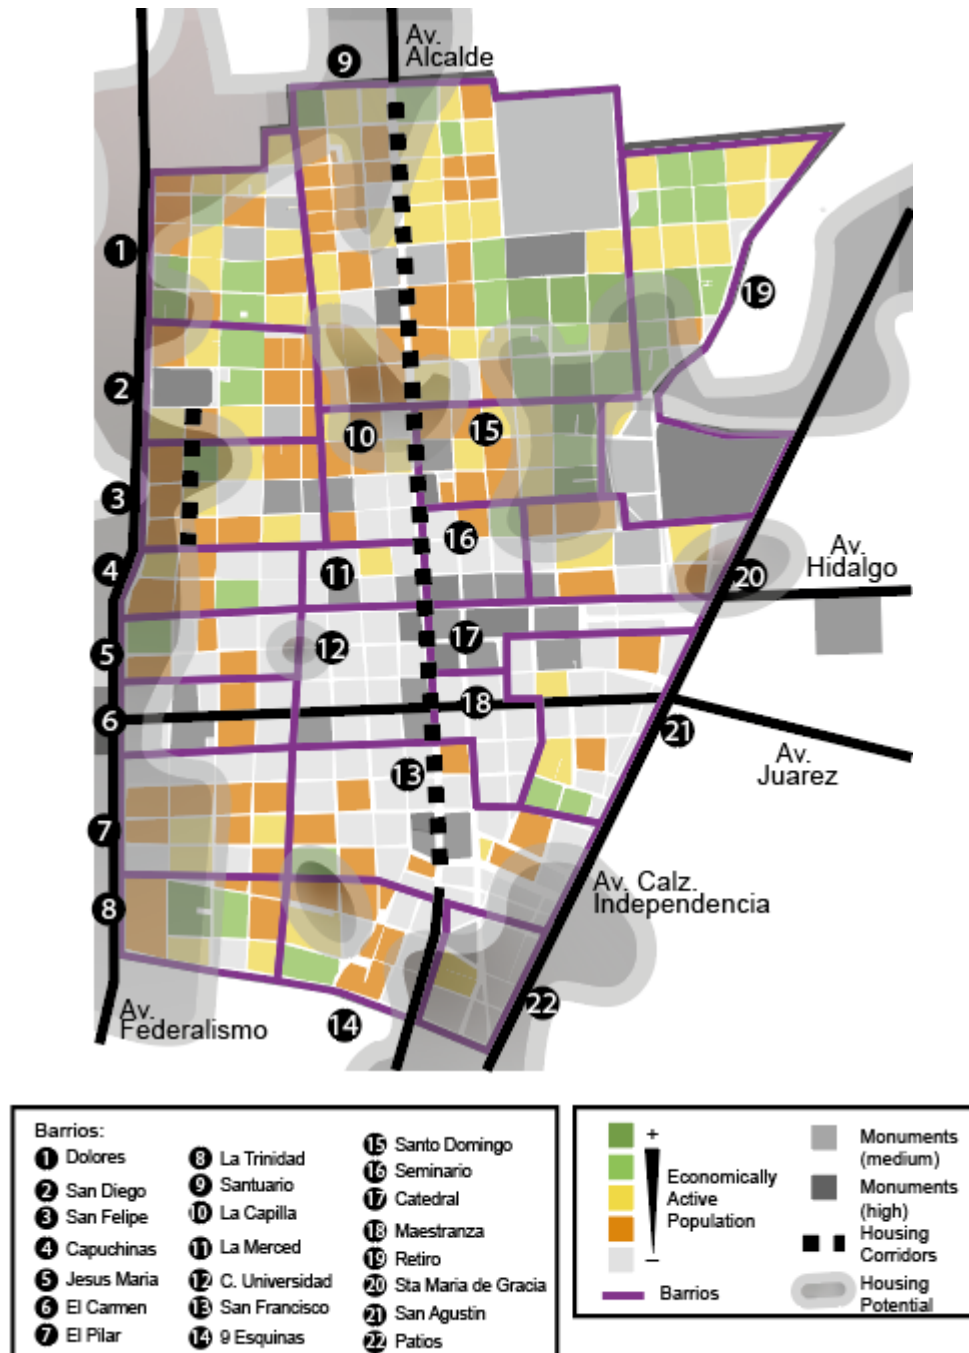 9
Av.
Alcalde
1
19
2
10
15
3
16
4
11
20
Av.
Hidalgo
12
17
5
18
6
21
13
Av.
Juarez
7
Av. Calz.
Independencia
8
22
Av.
Federalismo
14
Barrios:
1 Dolores
2 San Diego
3 San Felipe
4 Capuchinas
5 Jesus Maria
6 El Carmen
7 El Pilar
8 La Trinidad
9 Santuario
10 La Capilla
11 La Merced
12 C. Universidad
13 San Francisco
14 9 Esquinas
15 Santo Domingo
16 Seminario
17 Catedral
18 Maestranza
19 Retiro
20 Sta Maria de Gracia
21 San Agustin
22 Patios
+
Economically
Active
Population
–
Barrios
Monuments
(medium)
Monuments
(high)
Housing
Corridors
Housing
Potential